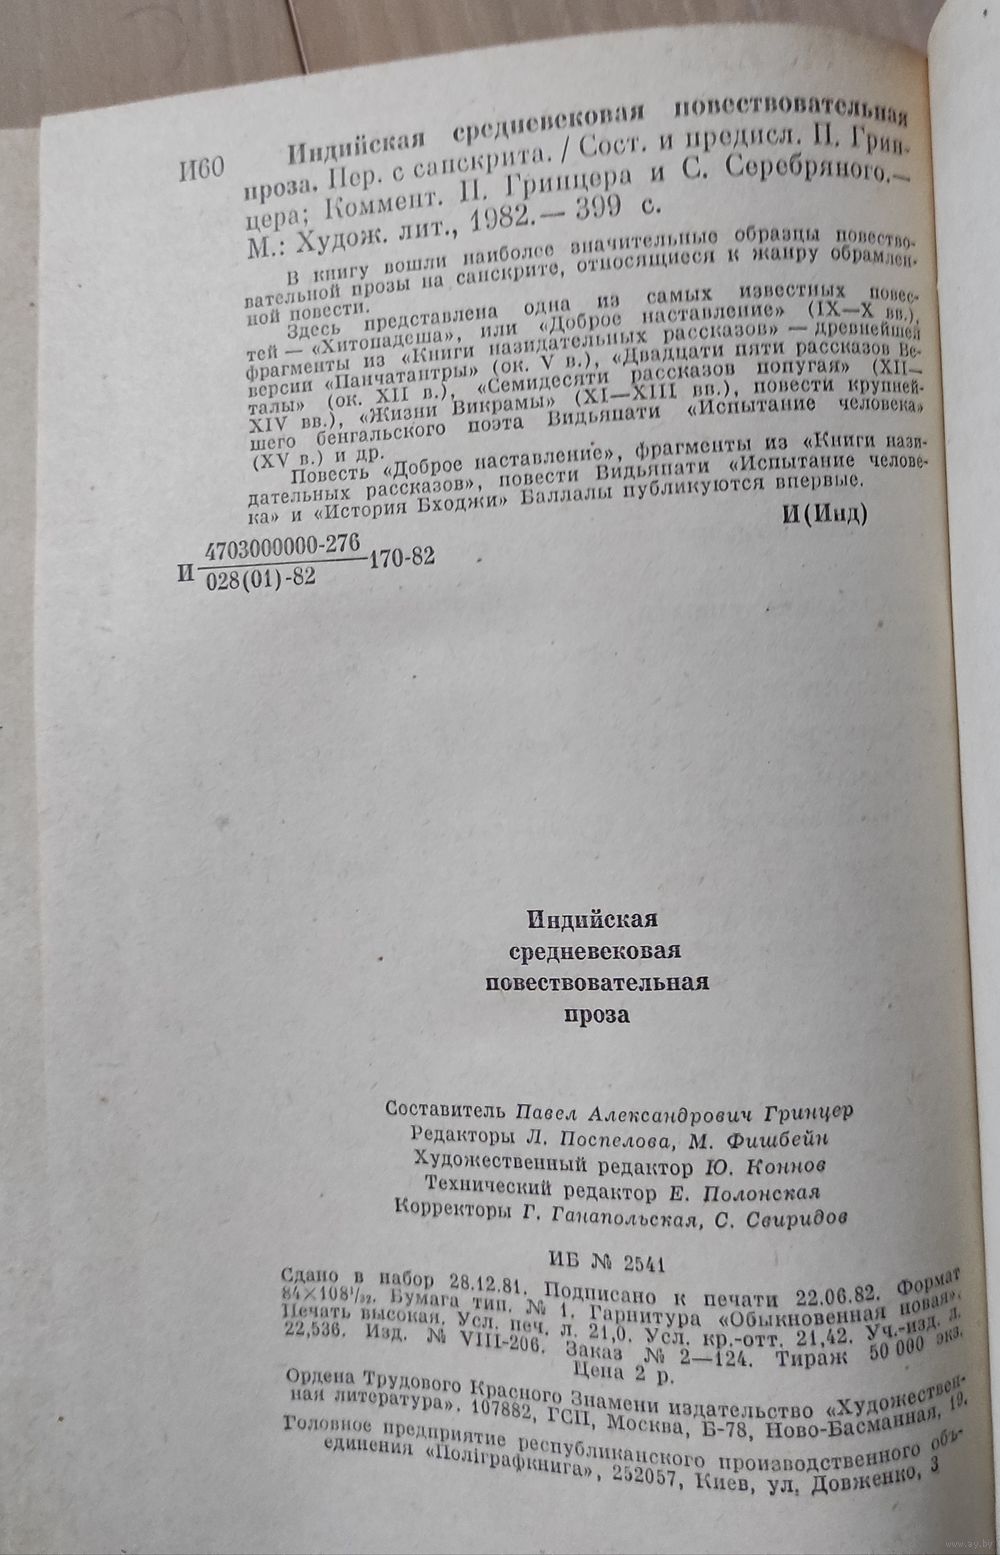 И60
Индийская средневековая повествовательная
проза. Пер. с санскрита. / Сост. и предисл. П. Грин-
цера; Коммент. П. Гринцера и С. Серебряного.—
М.: Худож. лит., 1982.— 399 с.
В книгу вошли наиболее значительные образцы повество-
вательной прозы на санскрите, относящиеся к жанру обрамлен-
ной повести.
Здесь представлена одна из самых известных повес-
тей — «Хитопадеша», или «Доброе наставление» (IX—X вв.),
фрагменты из «Книги назидательных рассказов» — древнейшей
версии «Панчатантры» (ок. V в.), «Двадцати пяти рассказов Ве-
талы» (ок. XII в.), «Семидесяти рассказов попугая» (XII—
XIV вв.), «Жизни Викрамы» (XI—XIII вв.), повести крупней-
шего бенгальского поэта Видьяпати «Испытание человека»
(XV в.) и др.
Повесть «Доброе наставление», фрагменты из «Книги нази-
дательных рассказов», повести Видьяпати «Испытание челове-
ка» и «История Бходжи» Баллалы публикуются впервые.
И 4703000000-276
028(01)-82 170-82
И(Инд)
Индийская
средневековая
повествовательная
проза
Составитель Павел Александрович Гринцер
Редакторы Л. Поспелова, М. Фишбейн
Художественный редактор Ю. Коннов
Технический редактор Е. Полонская
Корректоры Г. Ганапольская, С. Свиридов
ИБ № 2541
Сдано в набор 28.12.81. Подписано к печати 22.06.82. Формат
84×108¹/₃₂. Бумага тип. № 1. Гарнитура «Обыкновенная новая».
Печать высокая. Усл. печ. л. 21,0. Усл. кр.-отт. 21,42. Уч.-изд. л.
22,536. Изд. № VIII-206. Заказ № 2—124. Тираж 50 000 экз.
Цена 2 р.
Ордена Трудового Красного Знамени издательство «Художествен-
ная литература». 107882, ГСП, Москва, Б-78, Ново-Басманная, 19.
Головное предприятие республиканского производственного объ-
единения «Поліграфкнига», 252057, Киев, ул. Довженко, 3
www.ay.by